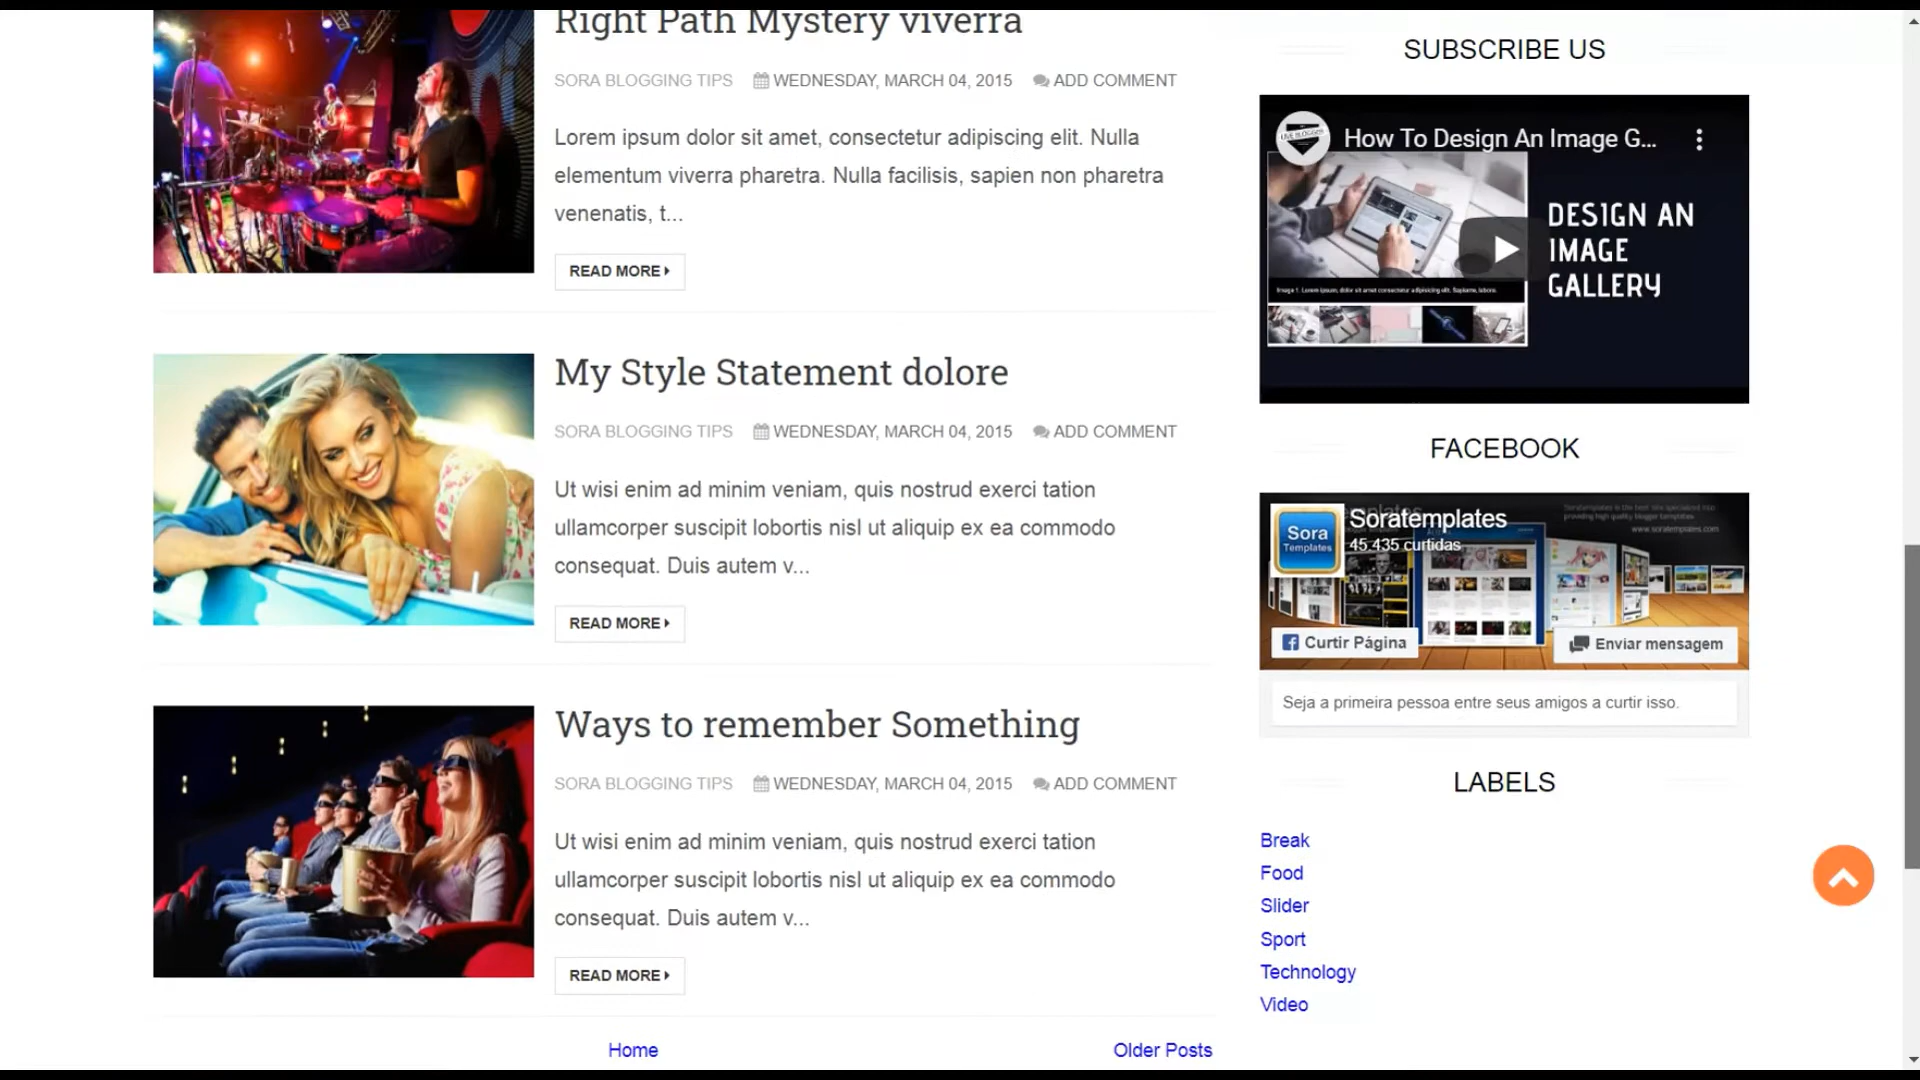 Right Path Mystery viverra
SORA BLOGGING TIPS WEDNESDAY, MARCH 04, 2015 ADD COMMENT
Lorem ipsum dolor sit amet, consectetur adipiscing elit. Nulla
elementum viverra pharetra. Nulla facilisis, sapien non pharetra
venenatis, t...
READ MORE
My Style Statement dolore
SORA BLOGGING TIPS WEDNESDAY, MARCH 04, 2015 ADD COMMENT
Ut wisi enim ad minim veniam, quis nostrud exerci tation
ullamcorper suscipit lobortis nisl ut aliquip ex ea commodo
consequat. Duis autem v...
READ MORE
Ways to remember Something
SORA BLOGGING TIPS WEDNESDAY, MARCH 04, 2015 ADD COMMENT
Ut wisi enim ad minim veniam, quis nostrud exerci tation
ullamcorper suscipit lobortis nisl ut aliquip ex ea commodo
consequat. Duis autem v...
READ MORE
Home Older Posts
SUBSCRIBE US
LIVE BLOGGER
How To Design An Image G...
DESIGN AN
IMAGE
GALLERY
FACEBOOK
Sora
Templates
Soratemplates
45.435 curtidas
www.soratemplates.com
Curtir Página
Enviar mensagem
Seja a primeira pessoa entre seus amigos a curtir isso.
LABELS
Break
Food
Slider
Sport
Technology
Video